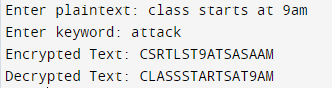 Enter plaintext: class starts at 9am
Enter keyword: attack
Encrypted Text: CSRTLST9ATSASAAM
Decrypted Text: CLASSSTARTSAT9AM